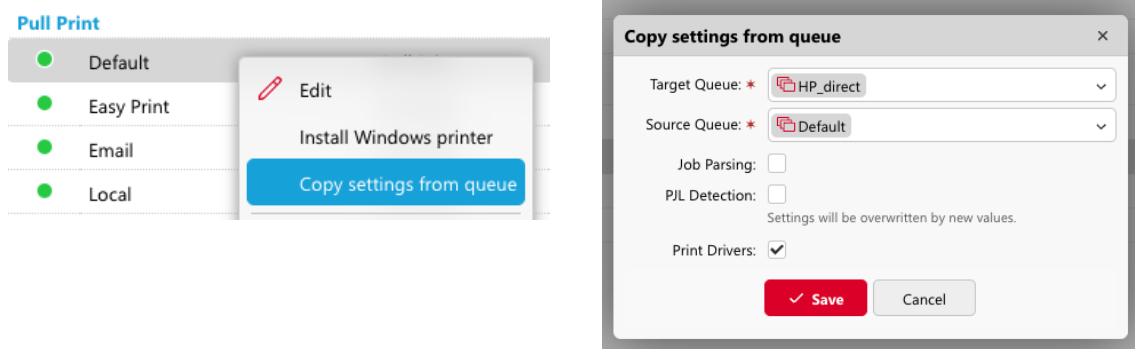 Pull Print
Default
Easy Print
Email
Local
Edit
Install Windows printer
Copy settings from queue
Copy settings from queue
Target Queue: ✶ HP_direct
Source Queue: ✶ Default
Job Parsing:
PJL Detection:
Settings will be overwritten by new values.
Print Drivers:
Save Cancel